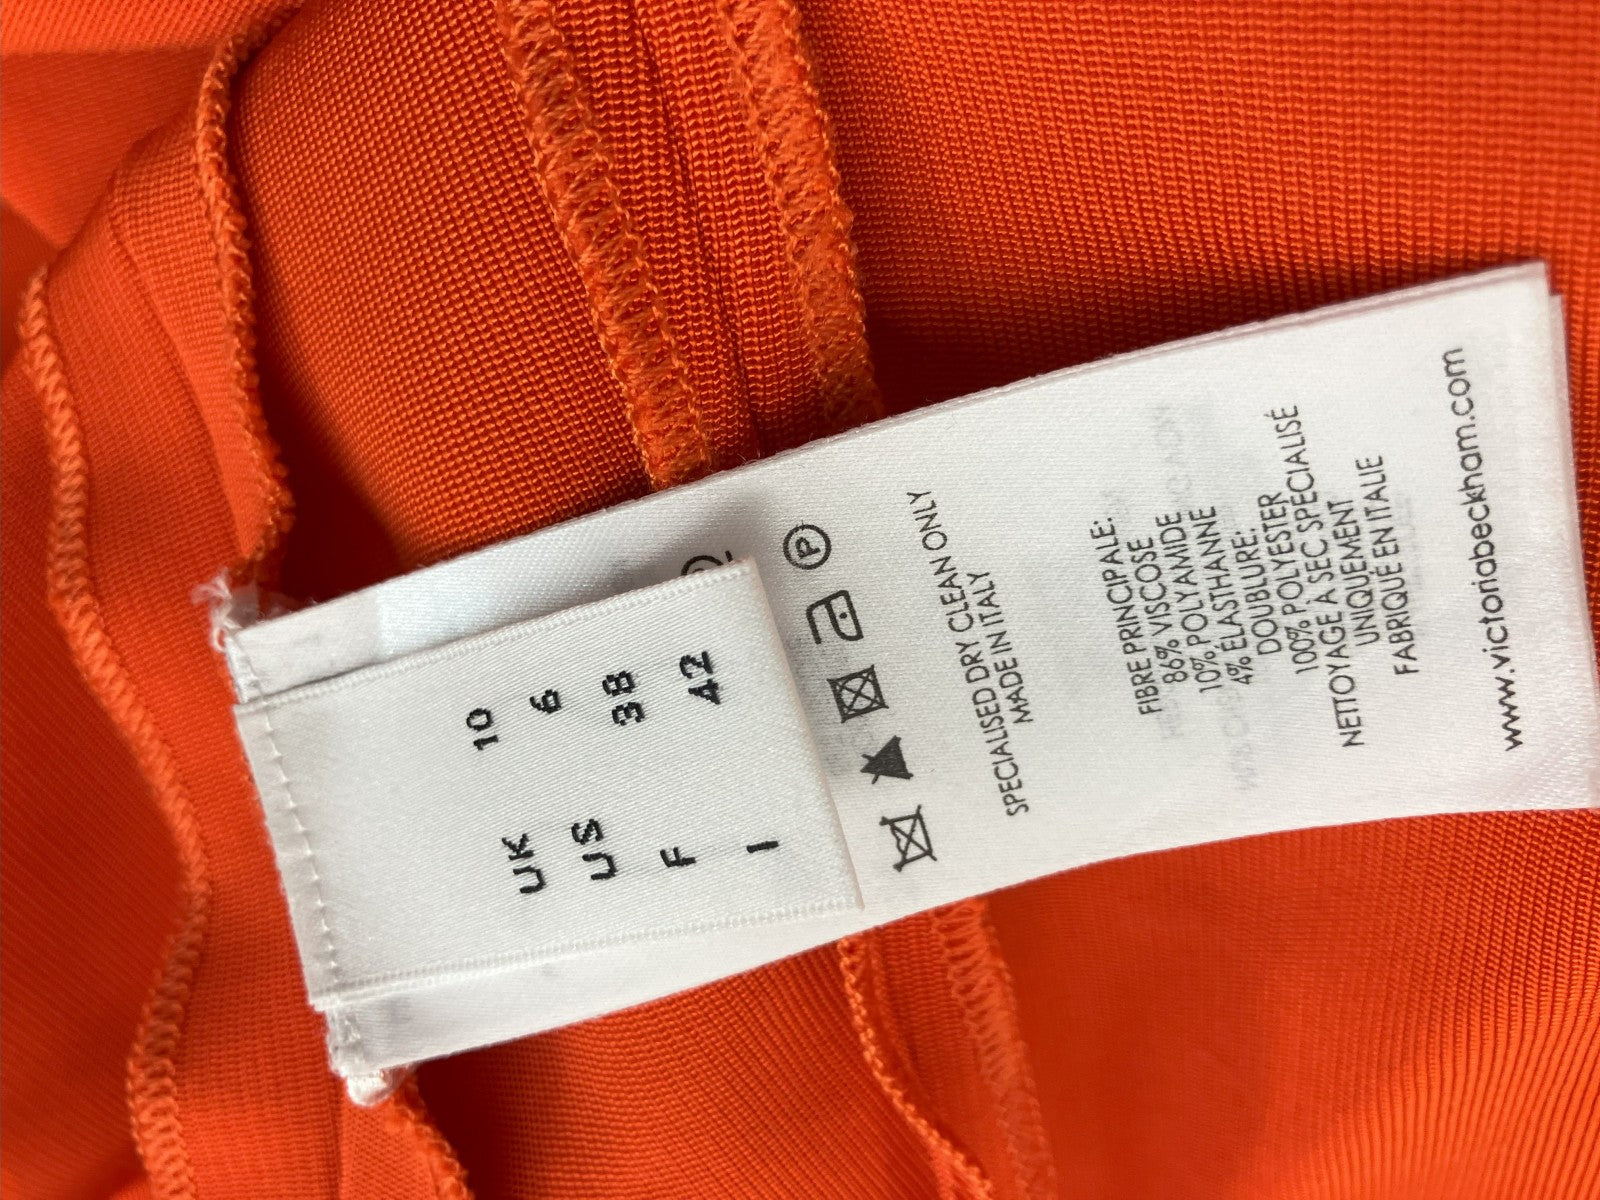 UK 10
US 6
F 38
I 42
P
SPECIALISED DRY CLEAN ONLY
MADE IN ITALY
FIBRE PRINCIPALE:
86% VISCOSE
10% POLYAMIDE
4% ÉLASTHANNE
DOUBLURE:
100% POLYESTER
NETTOYAGE A SEC SPÉCIALISÉ
UNIQUEMENT
FABRIQUÉ EN ITALIE
www.victoriabeckham.com